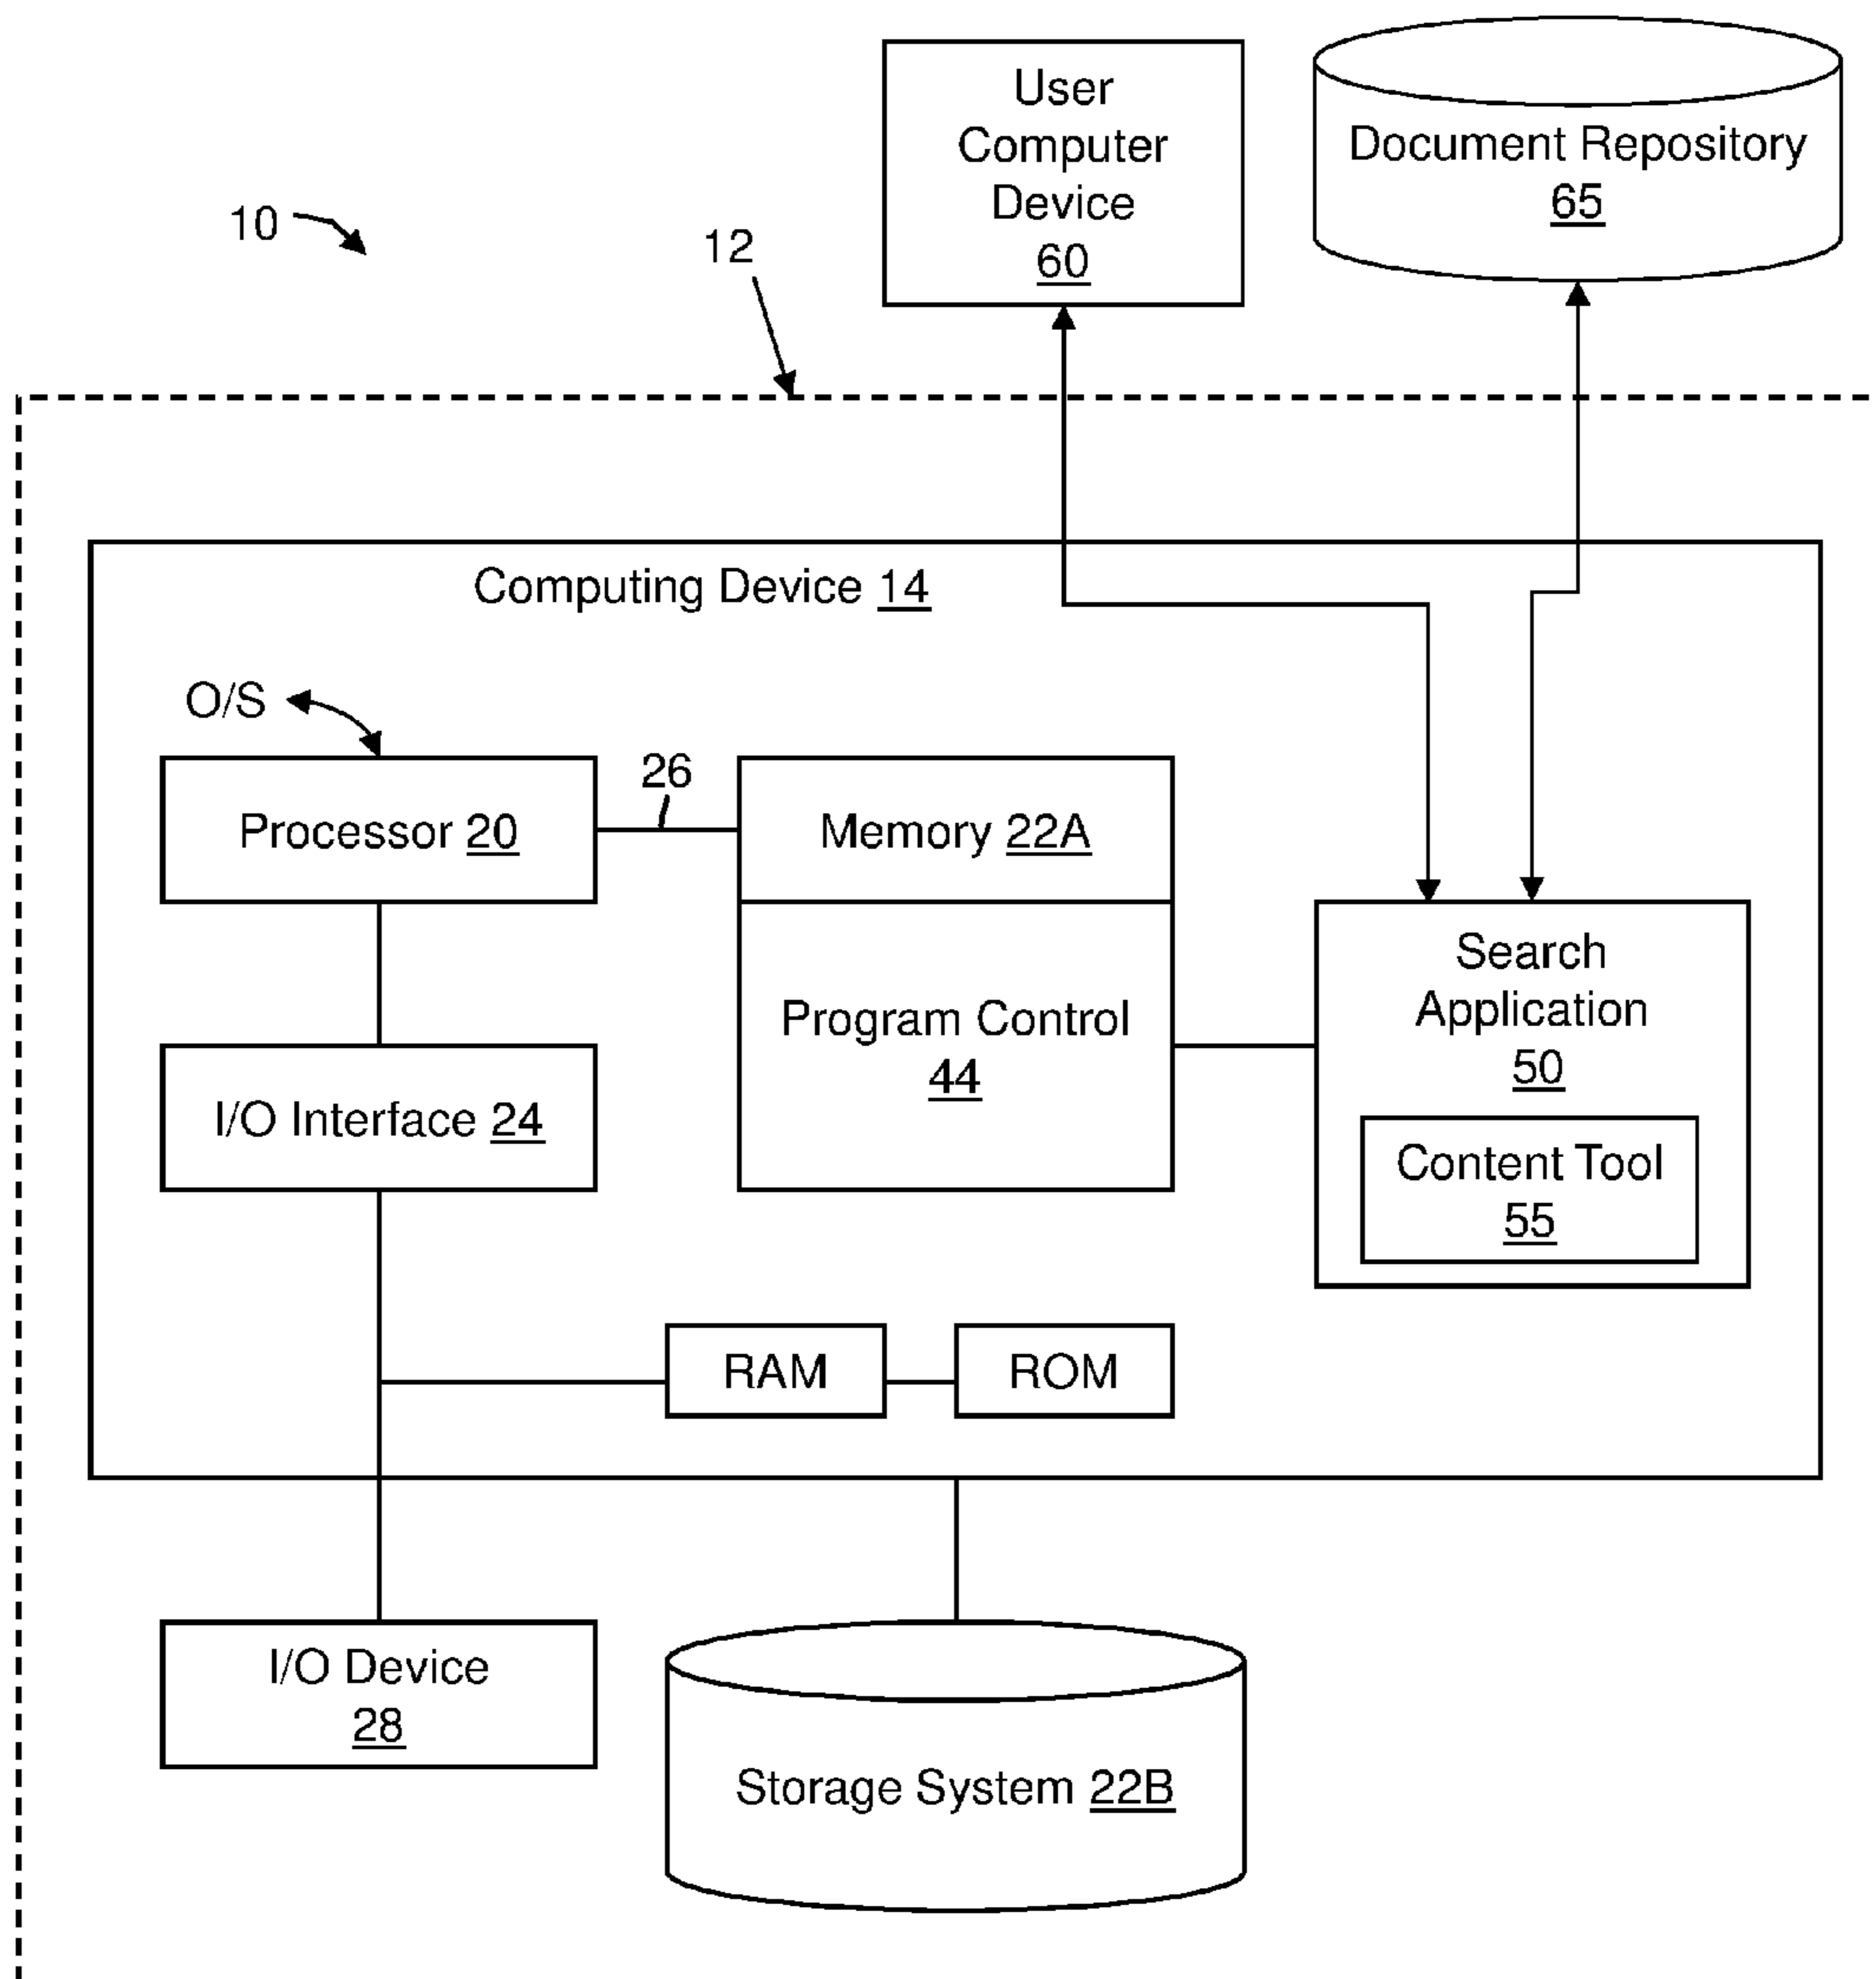 User
Computer
Device
60
Document Repository
65
10
12
Computing Device 14
O/S
26
Processor 20
Memory 22A
Program Control
44
Search
Application
50
Content Tool
55
I/O Interface 24
RAM
ROM
I/O Device
28
Storage System 22B